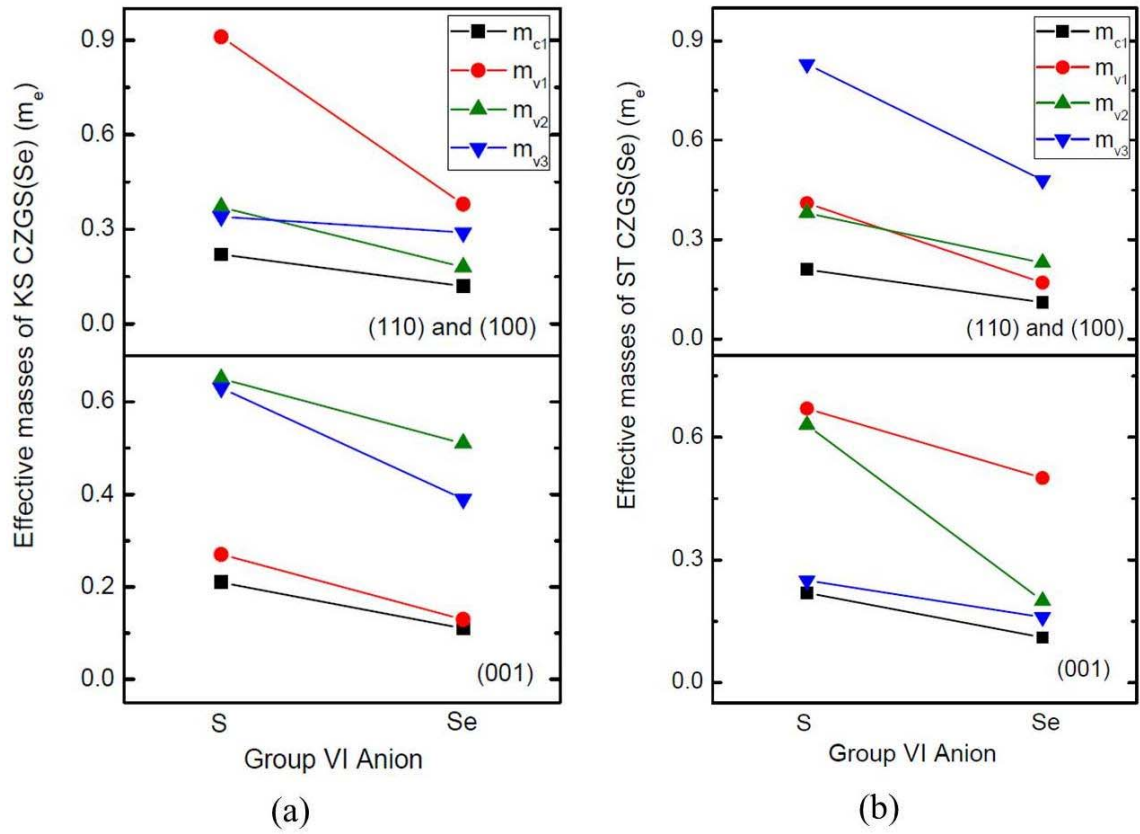 Effective masses of KS CZGS(Se) (mₑ)
0.9
0.6
0.3
0.0
m_c1
m_v1
m_v2
m_v3
(110) and (100)
0.6
0.4
0.2
0.0
(001)
S
Se
Group VI Anion
(a)
Effective masses of ST CZGS(Se) (mₑ)
0.9
0.6
0.3
0.0
m_c1
m_v1
m_v2
m_v3
(110) and (100)
0.6
0.3
0.0
(001)
S
Se
Group VI Anion
(b)